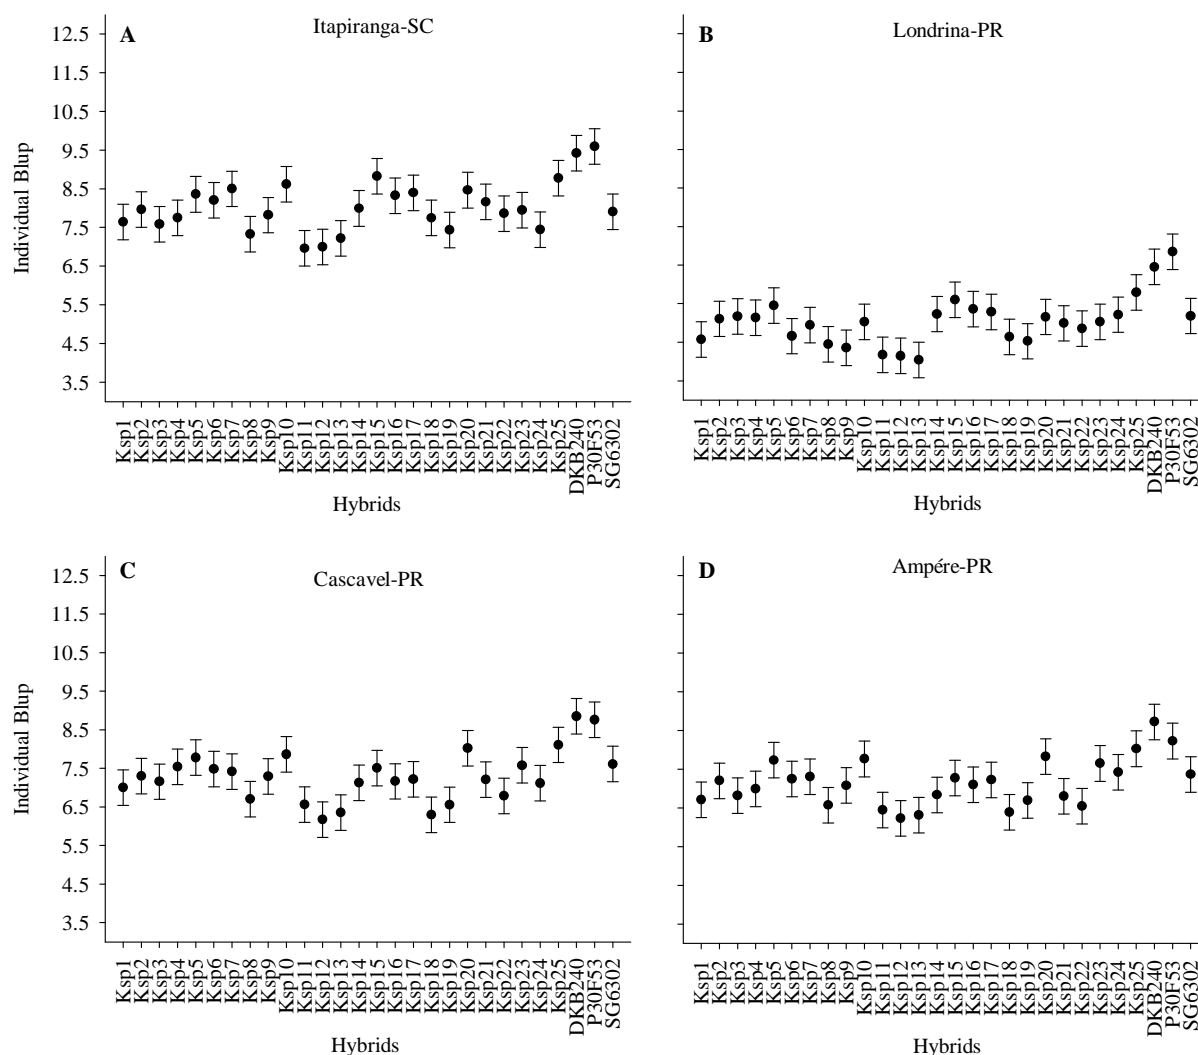 A
Itapiranga-SC
12.5
11.5
10.5
9.5
8.5
7.5
6.5
5.5
4.5
3.5
Individual Blup
Ksp1
Ksp2
Ksp3
Ksp4
Ksp5
Ksp6
Ksp7
Ksp8
Ksp9
Ksp10
Ksp11
Ksp12
Ksp13
Ksp14
Ksp15
Ksp16
Ksp17
Ksp18
Ksp19
Ksp20
Ksp21
Ksp22
Ksp23
Ksp24
Ksp25
DKB240
P30F53
SG6302
Hybrids
B
Londrina-PR
Ksp1
Ksp2
Ksp3
Ksp4
Ksp5
Ksp6
Ksp7
Ksp8
Ksp9
Ksp10
Ksp11
Ksp12
Ksp13
Ksp14
Ksp15
Ksp16
Ksp17
Ksp18
Ksp19
Ksp20
Ksp21
Ksp22
Ksp23
Ksp24
Ksp25
DKB240
P30F53
SG6302
Hybrids
C
Cascavel-PR
12.5
11.5
10.5
9.5
8.5
7.5
6.5
5.5
4.5
3.5
Individual Blup
Ksp1
Ksp2
Ksp3
Ksp4
Ksp5
Ksp6
Ksp7
Ksp8
Ksp9
Ksp10
Ksp11
Ksp12
Ksp13
Ksp14
Ksp15
Ksp16
Ksp17
Ksp18
Ksp19
Ksp20
Ksp21
Ksp22
Ksp23
Ksp24
Ksp25
DKB240
P30F53
SG6302
Hybrids
D
Ampére-PR
Ksp1
Ksp2
Ksp3
Ksp4
Ksp5
Ksp6
Ksp7
Ksp8
Ksp9
Ksp10
Ksp11
Ksp12
Ksp13
Ksp14
Ksp15
Ksp16
Ksp17
Ksp18
Ksp19
Ksp20
Ksp21
Ksp22
Ksp23
Ksp24
Ksp25
DKB240
P30F53
SG6302
Hybrids